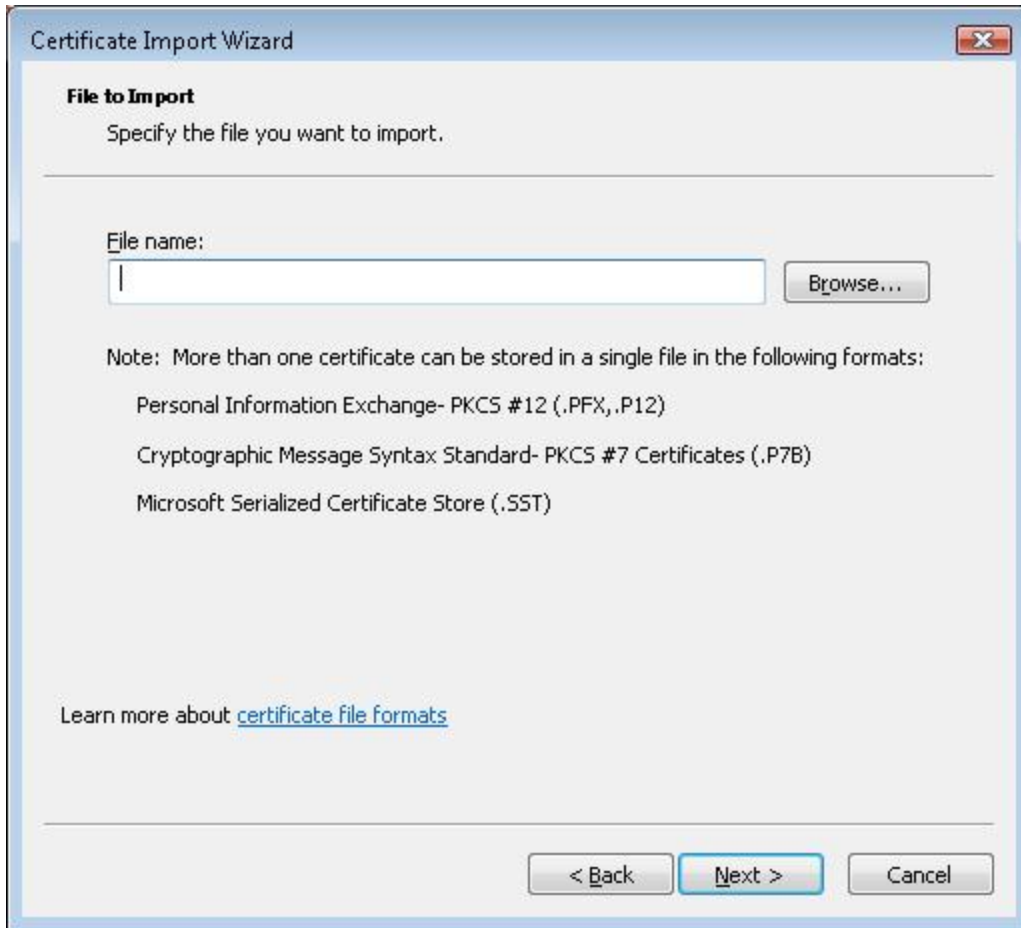 Certificate Import Wizard
File to Import
Specify the file you want to import.
File name:
Browse...
Note:  More than one certificate can be stored in a single file in the following formats:
Personal Information Exchange- PKCS #12 (.PFX,.P12)
Cryptographic Message Syntax Standard- PKCS #7 Certificates (.P7B)
Microsoft Serialized Certificate Store (.SST)
Learn more about certificate file formats
< Back Next > Cancel